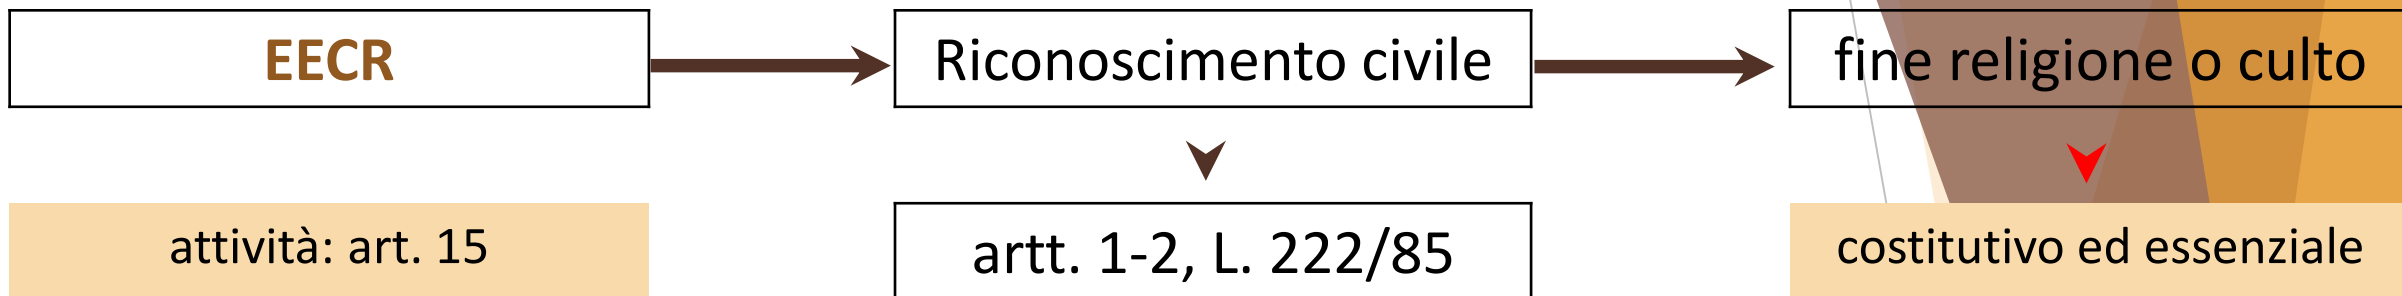 EECR
Riconoscimento civile
fine religione o culto
attività: art. 15
artt. 1-2, L. 222/85
costitutivo ed essenziale